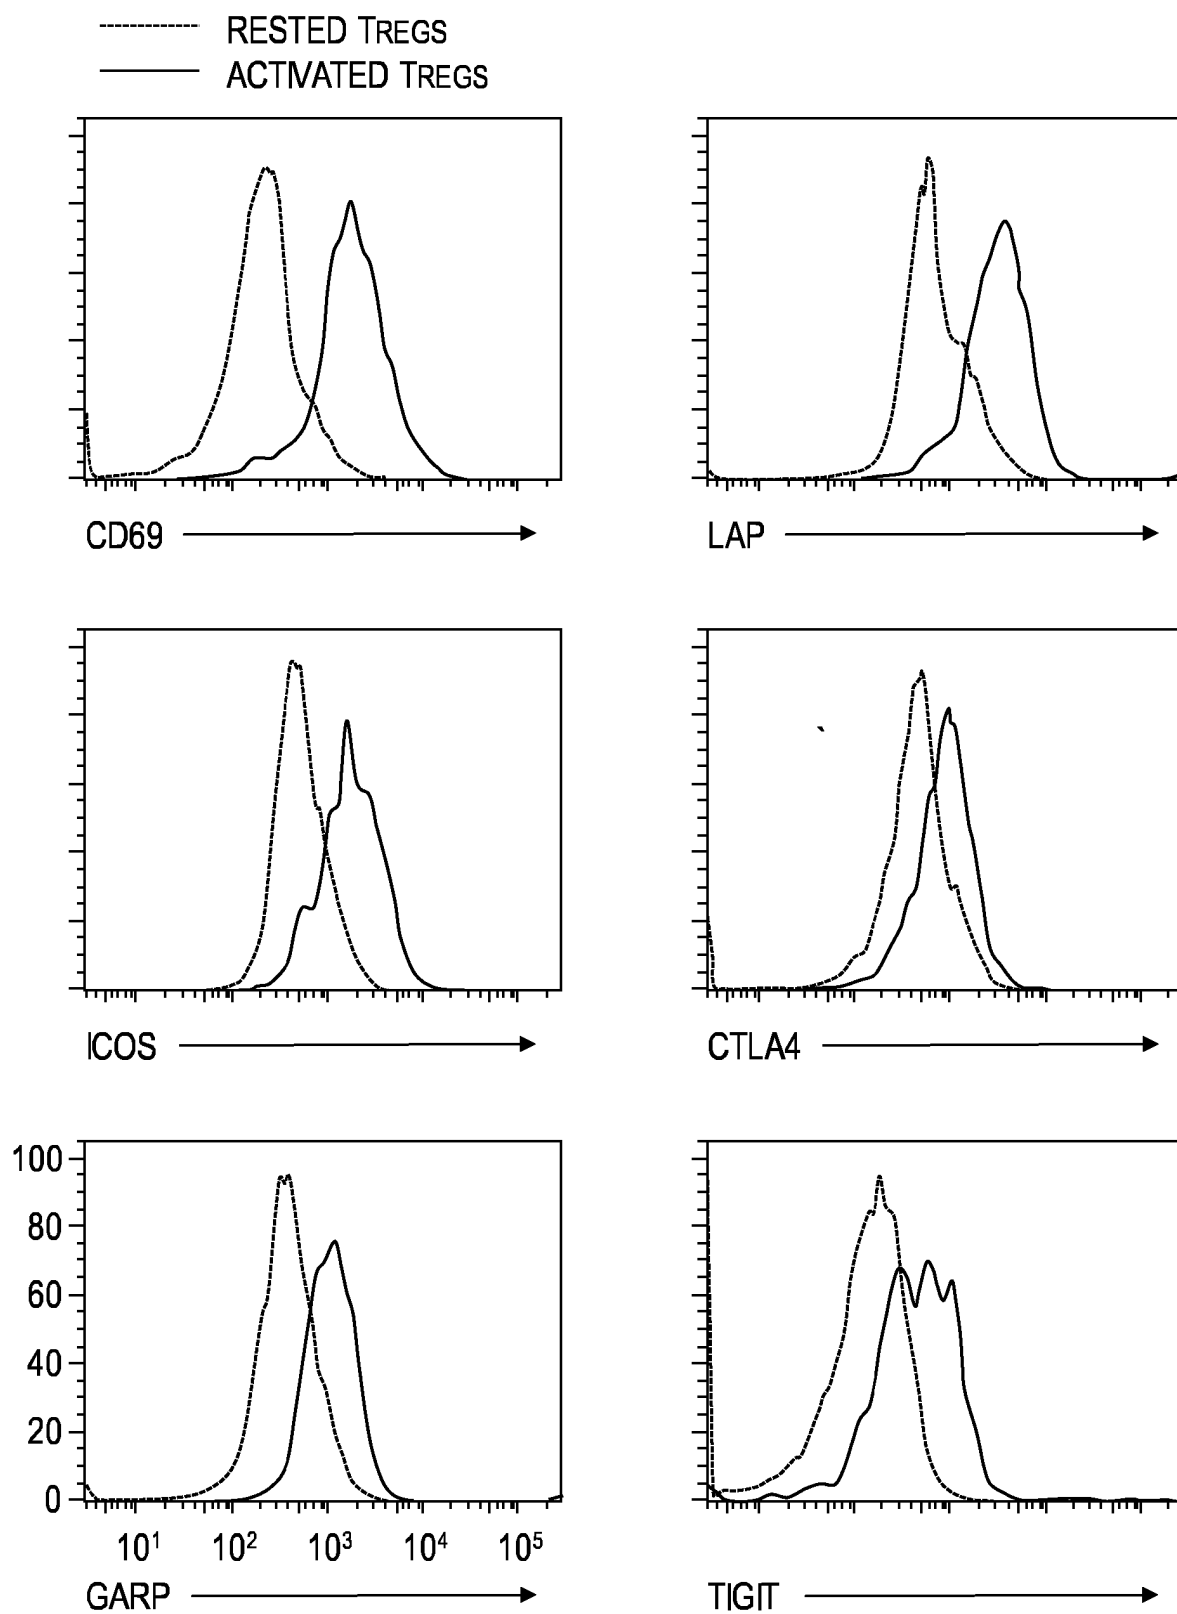 RESTED TREGS
ACTIVATED TREGS
CD69
LAP
ICOS
CTLA4
100
80
60
40
20
0
10¹ 10² 10³ 10⁴ 10⁵
GARP
TIGIT